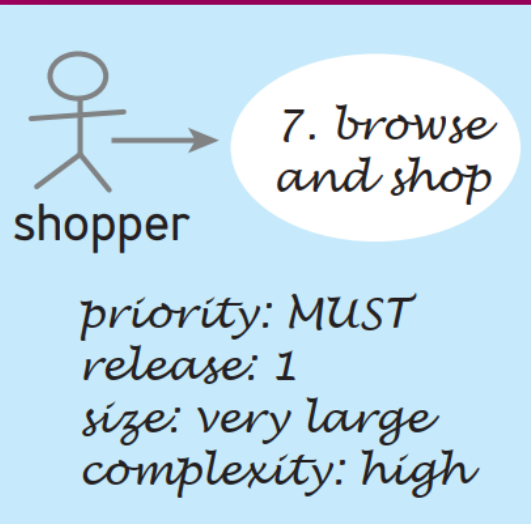 7. browse
and shop
shopper
priority: MUST
release: 1
size: very large
complexity: high